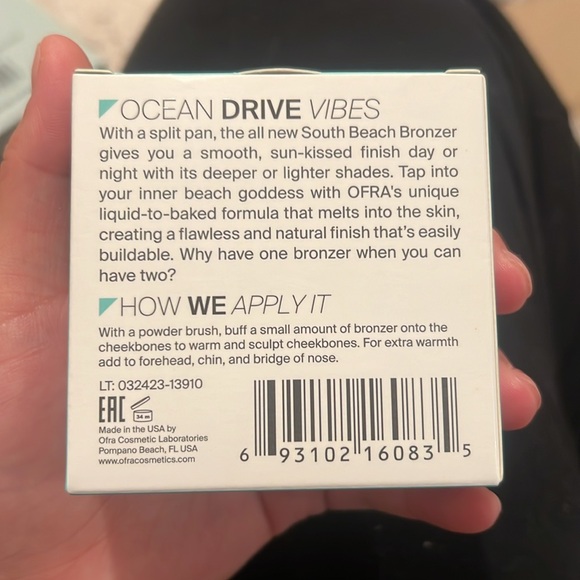 OCEAN DRIVE VIBES
With a split pan, the all new South Beach Bronzer
gives you a smooth, sun-kissed finish day or
night with its deeper or lighter shades. Tap into
your inner beach goddess with OFRA's unique
liquid-to-baked formula that melts into the skin,
creating a flawless and natural finish that's easily
buildable. Why have one bronzer when you can
have two?
HOW WE APPLY IT
With a powder brush, buff a small amount of bronzer onto the
cheekbones to warm and sculpt cheekbones. For extra warmth
add to forehead, chin, and bridge of nose.
LT: 032423-13910
EAC 24 m
Made in the USA by
Ofra Cosmetic Laboratories
Pompano Beach, FL USA
www.ofracosmetics.com
6 93102 16083 5